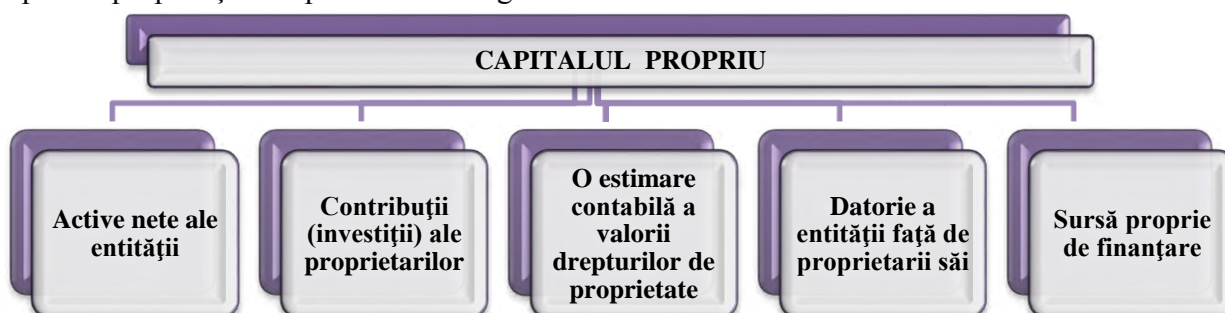 CAPITALUL PROPRIU
Active nete ale
entităţii
Contribuţii
(investiţii) ale
proprietarilor
O estimare
contabilă a
valorii
drepturilor de
proprietate
Datorie a
entităţii faţă de
proprietarii săi
Sursă proprie
de finanţare